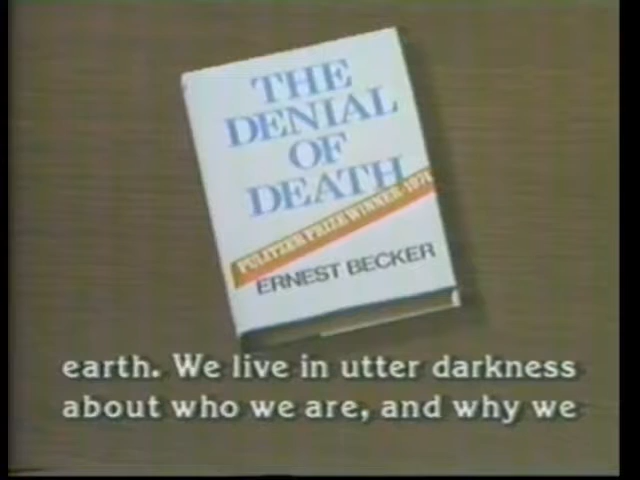 THE
DENIAL
OF
DEATH
PULITZER PRIZE WINNER·1974
ERNEST BECKER
earth. We live in utter darkness
about who we are, and why we